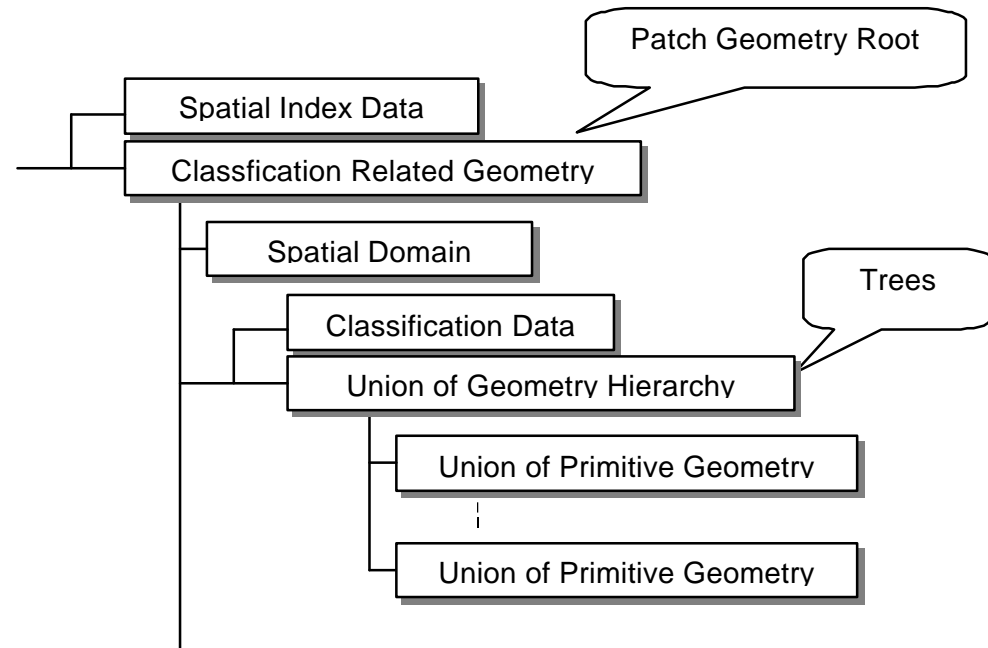 Patch Geometry Root
Spatial Index Data
Classfication Related Geometry
Spatial Domain
Trees
Classification Data
Union of Geometry Hierarchy
Union of Primitive Geometry
Union of Primitive Geometry